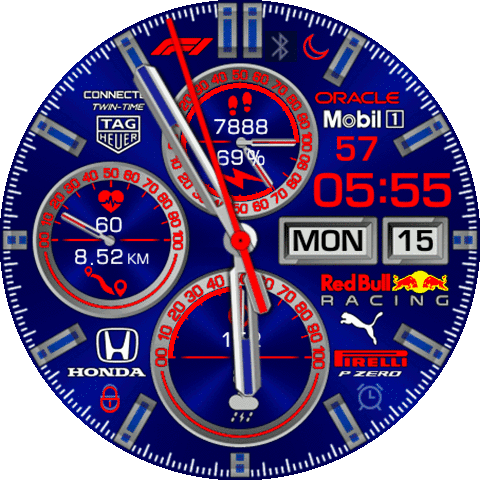 F1
CONNECTED
TWIN-TIME
TAG
HEUER
ORACLE
Mobil 1
7888
69%
57
05:55
60
8.52 KM
MON
15
Red Bull
RACING
HONDA
PIRELLI
P ZERO